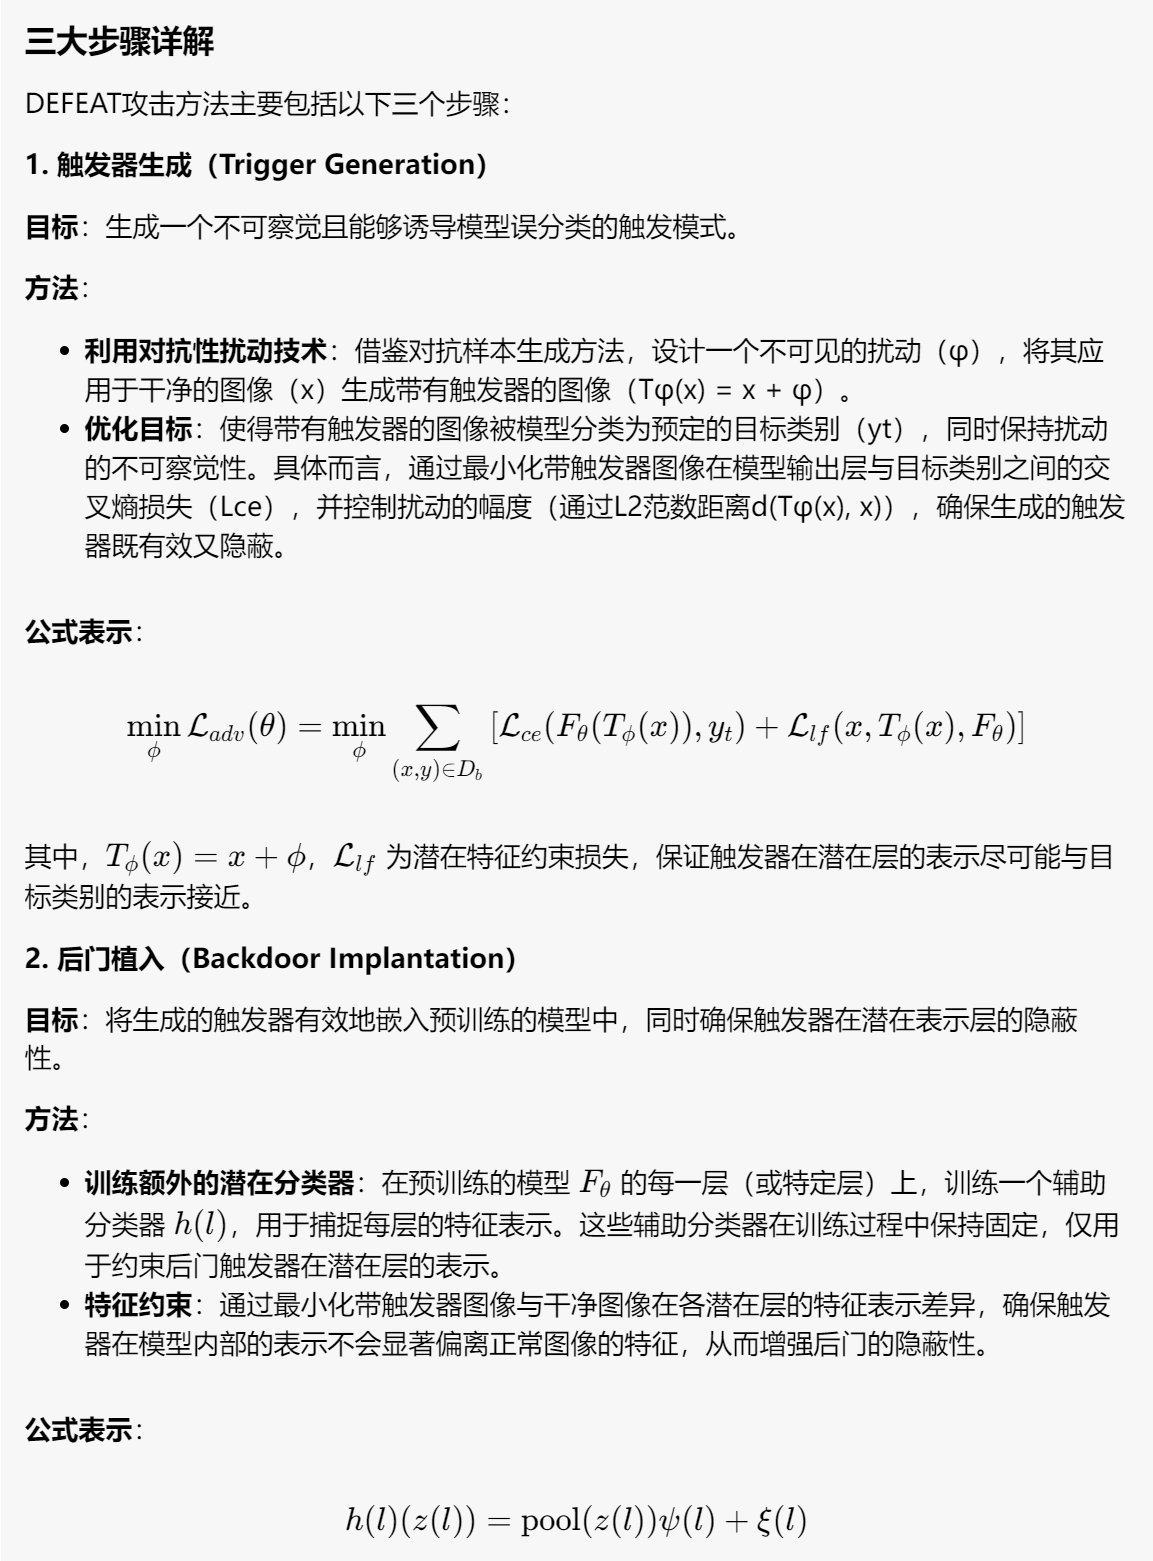 三大步骤详解
DEFEAT攻击方法主要包括以下三个步骤：
1. 触发器生成（Trigger Generation）
目标：生成一个不可察觉且能够诱导模型误分类的触发模式。
方法：
• 利用对抗性扰动技术：借鉴对抗样本生成方法，设计一个不可见的扰动（φ），将其应
用于干净的图像（x）生成带有触发器的图像（Tφ(x) = x + φ）。
• 优化目标：使得带有触发器的图像被模型分类为预定的目标类别（yt），同时保持扰动
的不可察觉性。具体而言，通过最小化带触发器图像在模型输出层与目标类别之间的交
叉熵损失（Lce），并控制扰动的幅度（通过L2范数距离d(Tφ(x), x)），确保生成的触发
器既有效又隐蔽。
公式表示：
$\min_{\phi} \mathcal{L}_{adv}(\theta) = \min_{\phi} \sum_{(x,y)\in D_b} [\mathcal{L}_{ce}(F_\theta(T_\phi(x)), y_t) + \mathcal{L}_{lf}(x, T_\phi(x), F_\theta)]$
其中，$T_\phi(x) = x + \phi$，$\mathcal{L}_{lf}$ 为潜在特征约束损失，保证触发器在潜在层的表示尽可能与目
标类别的表示接近。
2. 后门植入（Backdoor Implantation）
目标：将生成的触发器有效地嵌入预训练的模型中，同时确保触发器在潜在表示层的隐蔽
性。
方法：
• 训练额外的潜在分类器：在预训练的模型 $F_\theta$ 的每一层（或特定层）上，训练一个辅助
分类器 $h(l)$，用于捕捉每层的特征表示。这些辅助分类器在训练过程中保持固定，仅用
于约束后门触发器在潜在层的表示。
• 特征约束：通过最小化带触发器图像与干净图像在各潜在层的特征表示差异，确保触发
器在模型内部的表示不会显著偏离正常图像的特征，从而增强后门的隐蔽性。
公式表示：
$h(l)(z(l)) = \text{pool}(z(l))\psi(l) + \xi(l)$